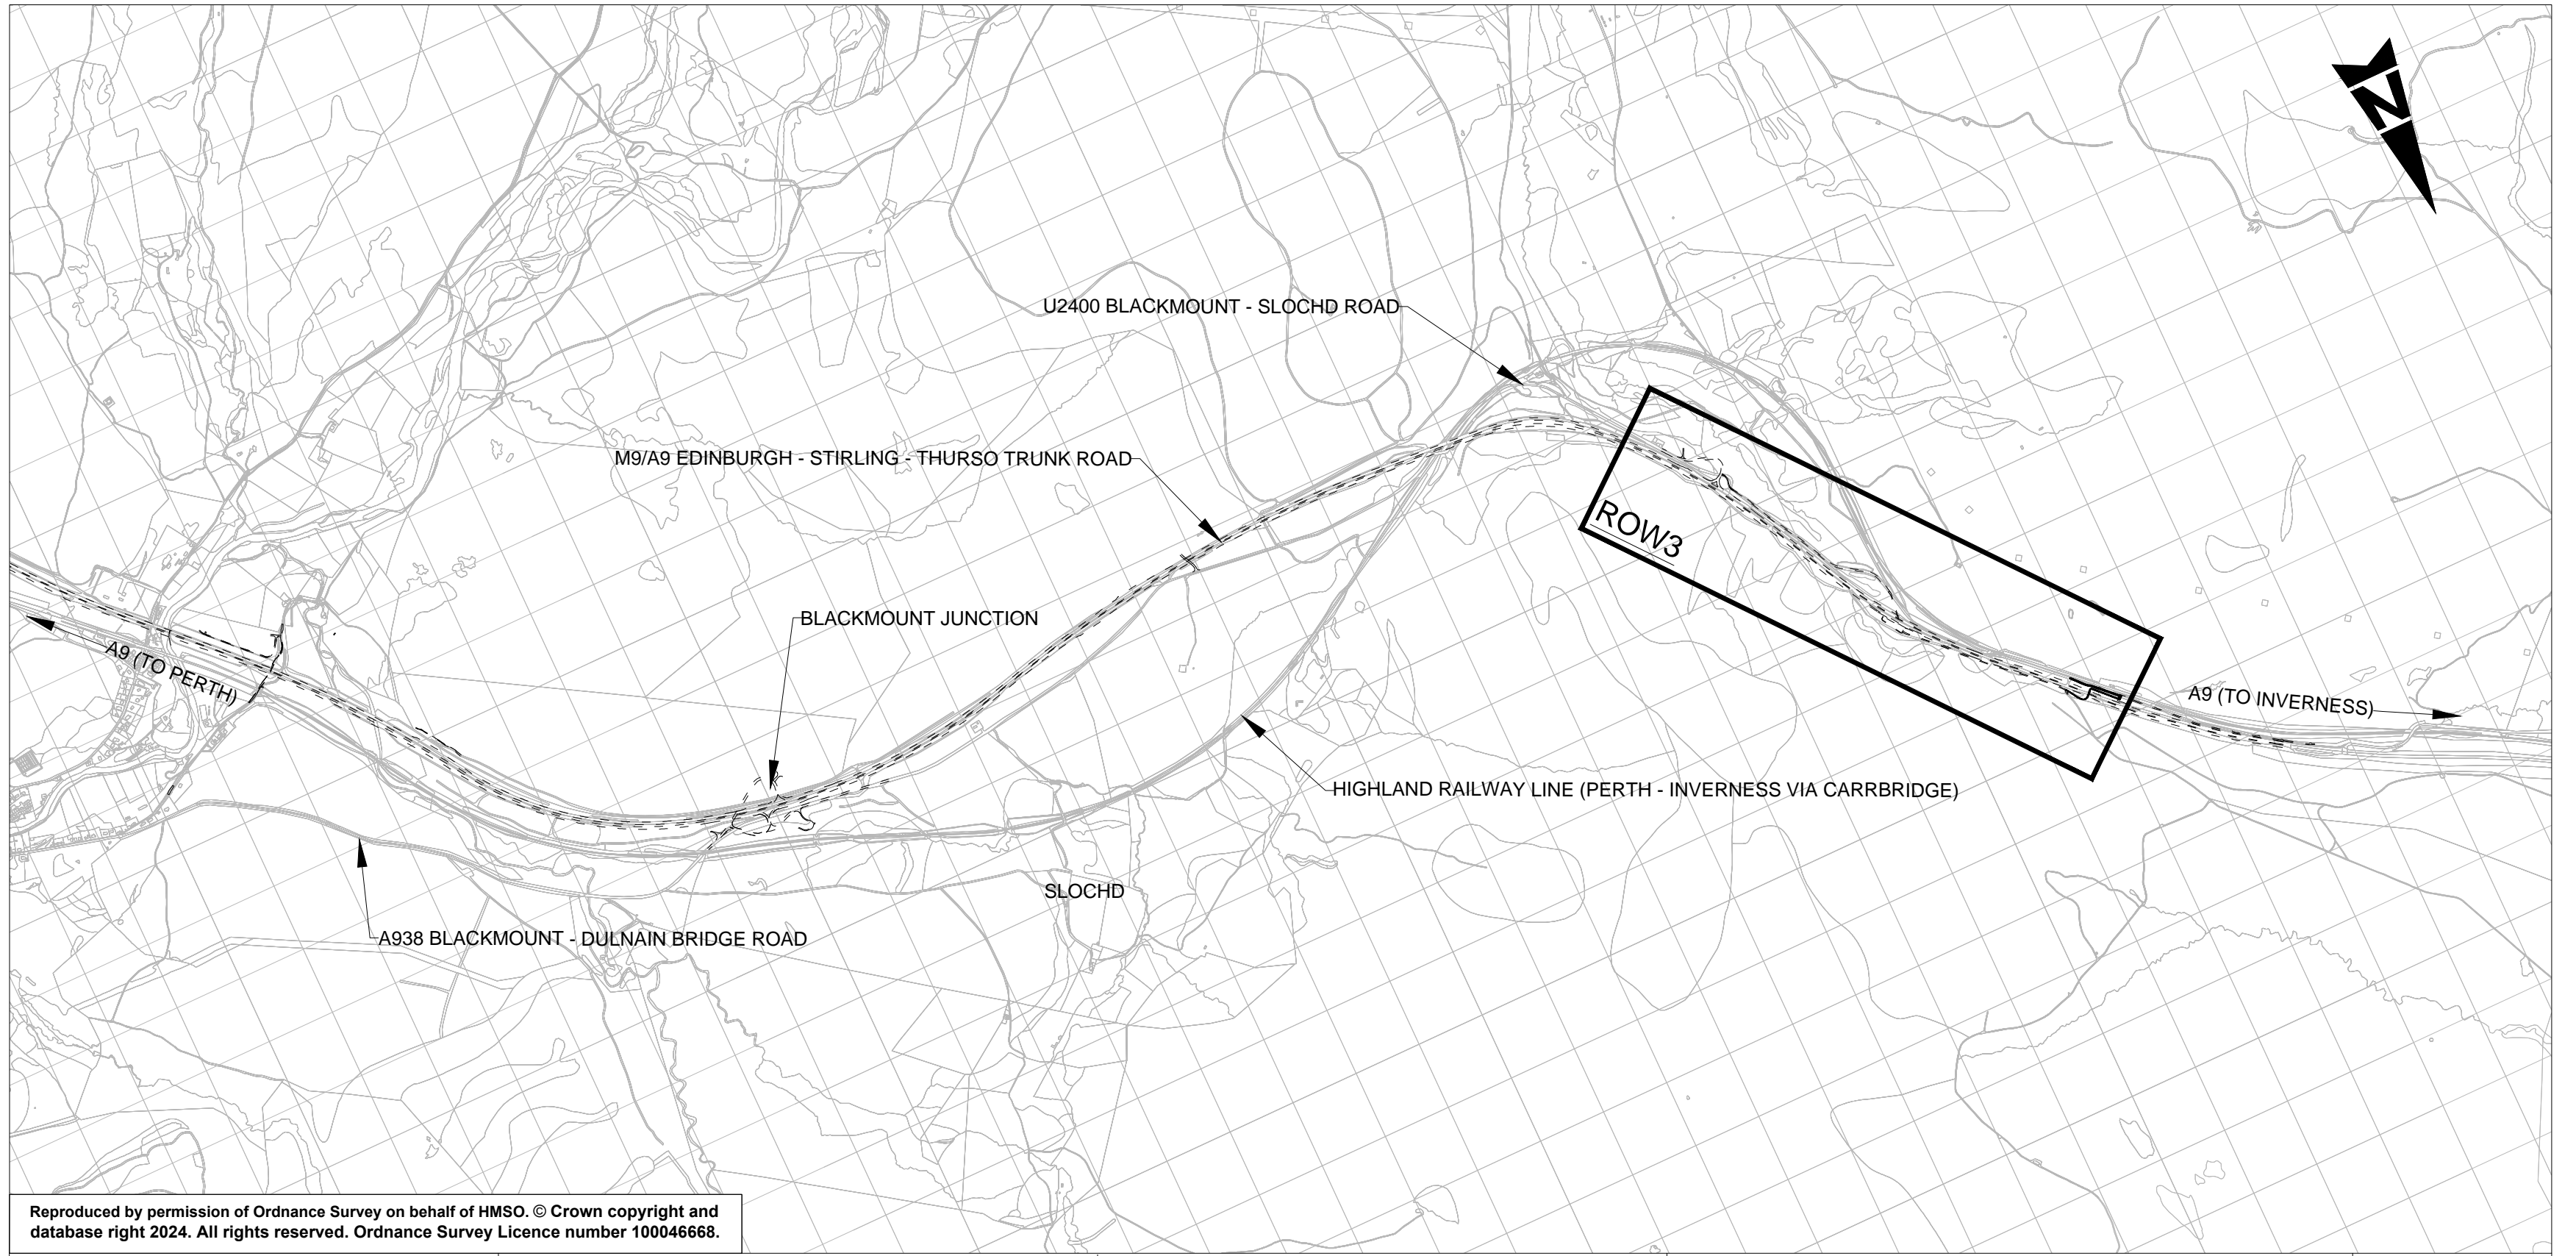 N
U2400 BLACKMOUNT - SLOCHD ROAD
M9/A9 EDINBURGH - STIRLING - THURSO TRUNK ROAD
ROW3
BLACKMOUNT JUNCTION
A9 (TO PERTH)
A9 (TO INVERNESS)
HIGHLAND RAILWAY LINE (PERTH - INVERNESS VIA CARRBRIDGE)
SLOCHD
A938 BLACKMOUNT - DULNAIN BRIDGE ROAD
Reproduced by permission of Ordnance Survey on behalf of HMSO. © Crown copyright and
database right 2024. All rights reserved. Ordnance Survey Licence number 100046668.